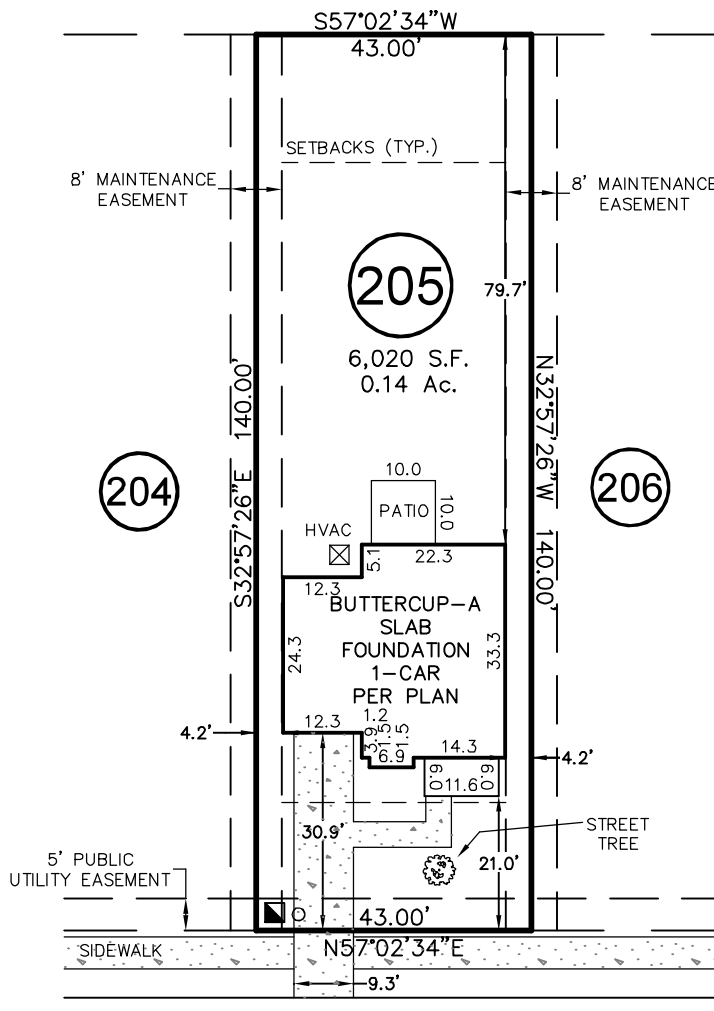 S57°02'34"W
43.00'
SETBACKS (TYP.)
8' MAINTENANCE
EASEMENT
8' MAINTENANCE
EASEMENT
205
79.7'
6,020 S.F.
0.14 Ac.
S32°57'26"E 140.00'
N32°57'26"W 140.00'
204
206
10.0
PATIO
10.0
HVAC
5.1
22.3
12.3
BUTTERCUP-A
SLAB
FOUNDATION
1-CAR
PER PLAN
24.3
33.3
12.3
1.2
3.9
1.5
1.5
6.9
14.3
4.2'
4.2'
6.0
11.6
6.0
30.9'
STREET
TREE
21.0'
5' PUBLIC
UTILITY EASEMENT
43.00'
SIDEWALK
N57°02'34"E
9.3'